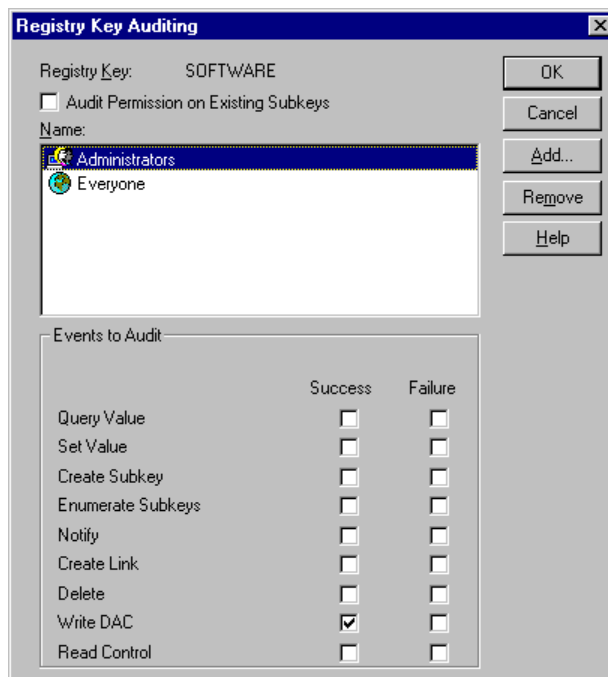 Registry Key Auditing
Registry Key: SOFTWARE
OK
Audit Permission on Existing Subkeys
Cancel
Name:
Administrators
Add...
Everyone
Remove
Help
Events to Audit
Success Failure
Query Value
Set Value
Create Subkey
Enumerate Subkeys
Notify
Create Link
Delete
Write DAC
Read Control